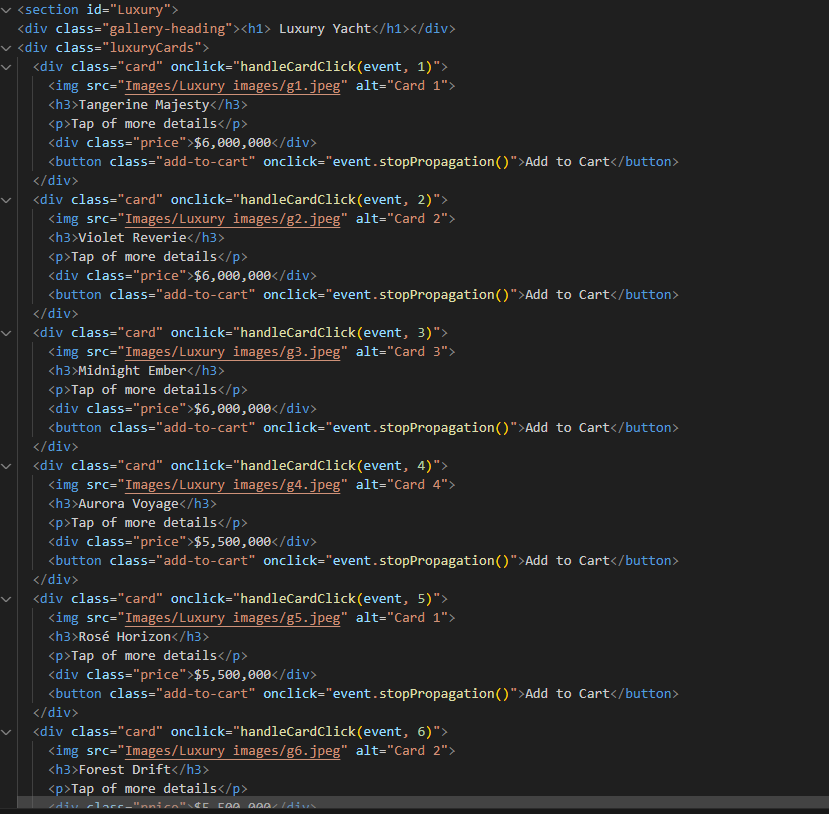 <section id="Luxury">
<div class="gallery-heading"><h1> Luxury Yacht</h1></div>
<div class="luxuryCards">
<div class="card" onclick="handleCardClick(event, 1)">
<img src="Images/Luxury images/g1.jpeg" alt="Card 1">
<h3>Tangerine Majesty</h3>
<p>Tap of more details</p>
<div class="price">$6,000,000</div>
<button class="add-to-cart" onclick="event.stopPropagation()">Add to Cart</button>
</div>
<div class="card" onclick="handleCardClick(event, 2)">
<img src="Images/Luxury images/g2.jpeg" alt="Card 2">
<h3>Violet Reverie</h3>
<p>Tap of more details</p>
<div class="price">$6,000,000</div>
<button class="add-to-cart" onclick="event.stopPropagation()">Add to Cart</button>
</div>
<div class="card" onclick="handleCardClick(event, 3)">
<img src="Images/Luxury images/g3.jpeg" alt="Card 3">
<h3>Midnight Ember</h3>
<p>Tap of more details</p>
<div class="price">$6,000,000</div>
<button class="add-to-cart" onclick="event.stopPropagation()">Add to Cart</button>
</div>
<div class="card" onclick="handleCardClick(event, 4)">
<img src="Images/Luxury images/g4.jpeg" alt="Card 4">
<h3>Aurora Voyage</h3>
<p>Tap of more details</p>
<div class="price">$5,500,000</div>
<button class="add-to-cart" onclick="event.stopPropagation()">Add to Cart</button>
</div>
<div class="card" onclick="handleCardClick(event, 5)">
<img src="Images/Luxury images/g5.jpeg" alt="Card 1">
<h3>Rosé Horizon</h3>
<p>Tap of more details</p>
<div class="price">$5,500,000</div>
<button class="add-to-cart" onclick="event.stopPropagation()">Add to Cart</button>
</div>
<div class="card" onclick="handleCardClick(event, 6)">
<img src="Images/Luxury images/g6.jpeg" alt="Card 2">
<h3>Forest Drift</h3>
<p>Tap of more details</p>
<div class="price">$5,500,000</div>